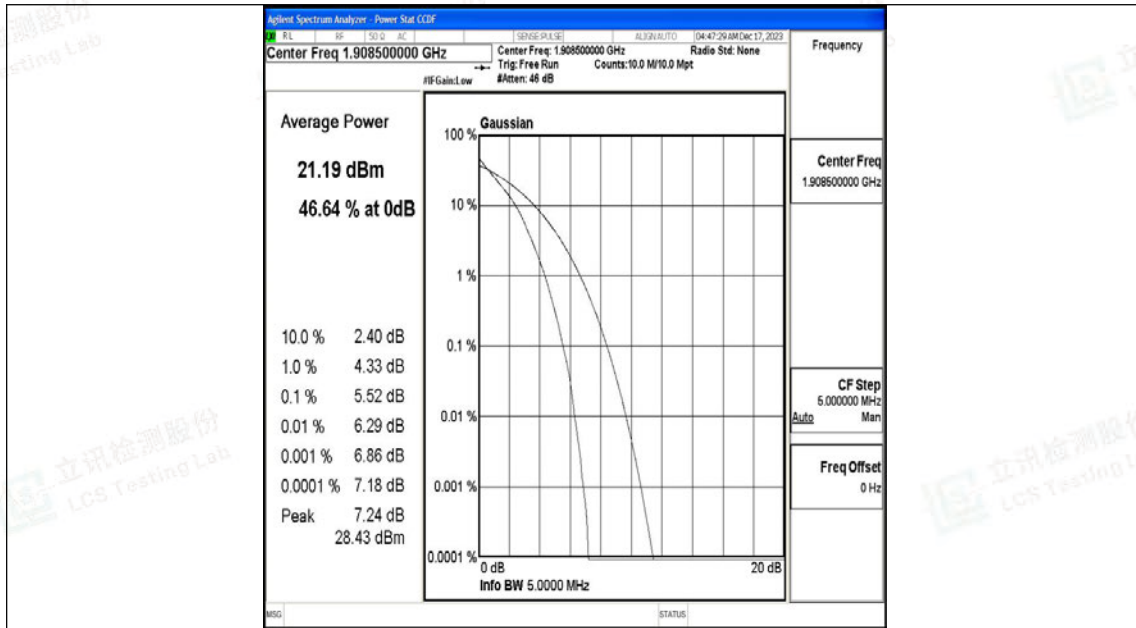 Agilent Spectrum Analyzer - Power Stat CCDF
RL RF 50 Ω AC SENSE:PULSE ALIGNAUTO 04:47:29 AM Dec 17, 2023
Center Freq 1.908500000 GHz
Center Freq: 1.908500000 GHz Radio Std: None
Trig: Free Run Counts:10.0 M/10.0 Mpt
#IFGain:Low #Atten: 46 dB
Frequency
Average Power
21.19 dBm
46.64 % at 0dB
10.0 % 2.40 dB
1.0 % 4.33 dB
0.1 % 5.52 dB
0.01 % 6.29 dB
0.001 % 6.86 dB
0.0001 % 7.18 dB
Peak 7.24 dB
28.43 dBm
Gaussian
100 %
10 %
1 %
0.1 %
0.01 %
0.001 %
0.0001 %
0 dB 20 dB
Info BW 5.0000 MHz
Center Freq
1.908500000 GHz
CF Step
5.000000 MHz
Auto Man
Freq Offset
0 Hz
MSG STATUS
立讯检测股份
LCS Testing Lab